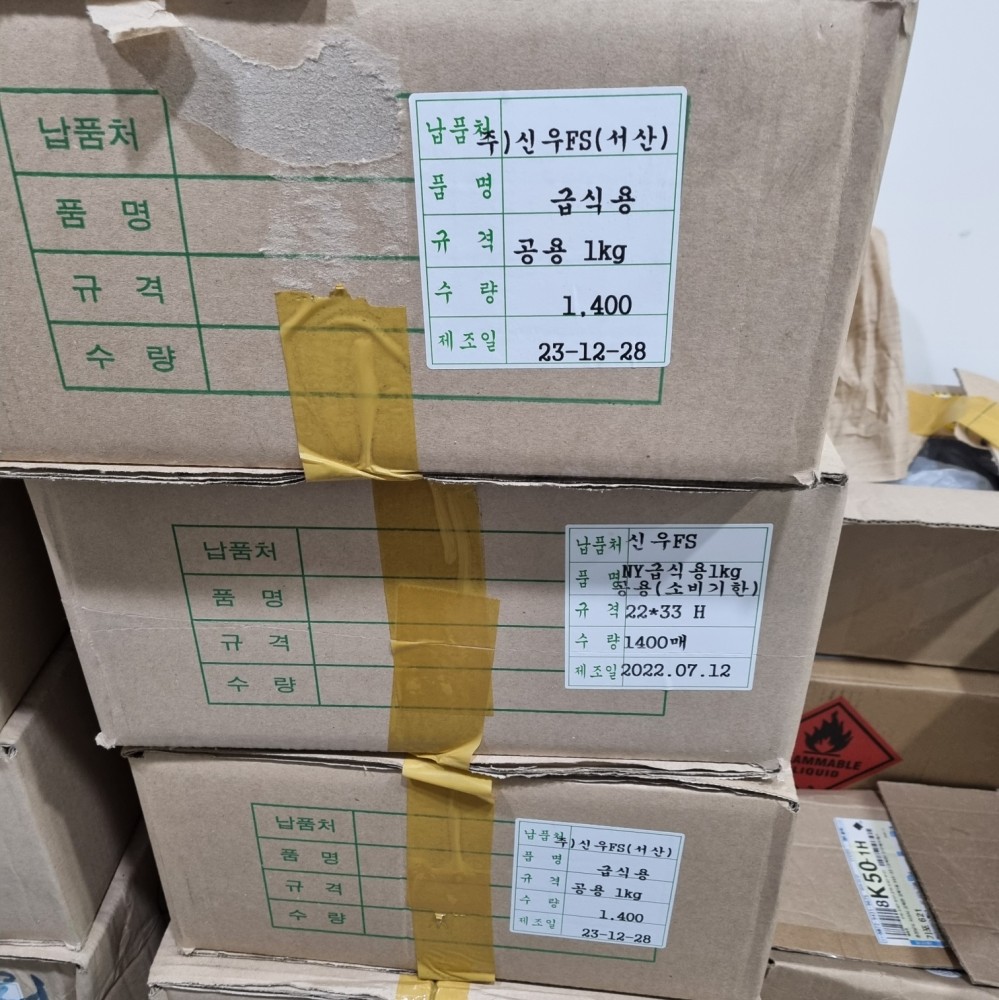 납품처
품 명
규 격
수 량
납품처 주)신우FS(서산)
품 명 급식용
규 격 공용 1kg
수 량 1,400
제조일 23-12-28
납품처
품 명
규 격
수 량
납품처 신우FS
품 명 NY급식용1kg
공용(소비기한)
규 격 22*33 H
수 량 1400매
제조일 2022.07.12
납품처
품 명
규 격
수 량
납품처 주)신우FS(서산)
품 명 급식용
규 격 공용 1kg
수 량 1.400
제조일 23-12-28
AMMABLE
LIQUID
8K50-1H